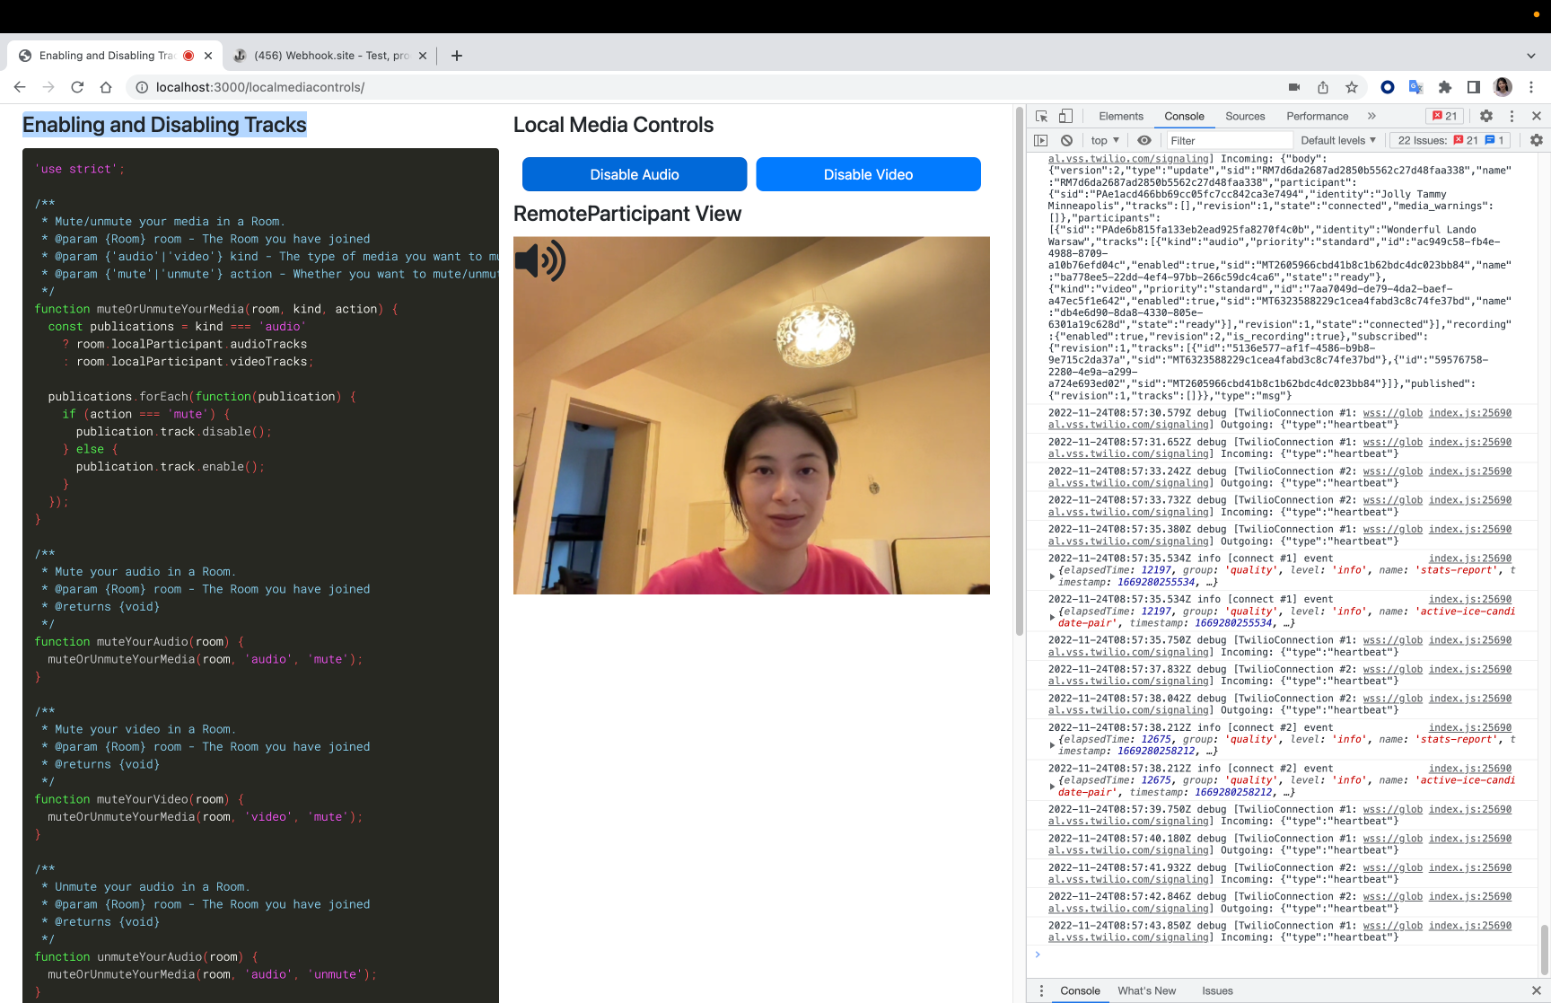 Enabling and Disabling Trac
(456) Webhook.site - Test, pro
localhost:3000/localmediacontrols/
Enabling and Disabling Tracks
'use strict';
/**
 * Mute/unmute your media in a Room.
 * @param {Room} room - The Room you have joined
 * @param {'audio'|'video'} kind - The type of media you want to mu
 * @param {'mute'|'unmute'} action - Whether you want to mute/unmut
 */
function muteOrUnmuteYourMedia(room, kind, action) {
  const publications = kind === 'audio'
    ? room.localParticipant.audioTracks
    : room.localParticipant.videoTracks;
  publications.forEach(function(publication) {
    if (action === 'mute') {
      publication.track.disable();
    } else {
      publication.track.enable();
    }
  });
}
/**
 * Mute your audio in a Room.
 * @param {Room} room - The Room you have joined
 * @returns {void}
 */
function muteYourAudio(room) {
  muteOrUnmuteYourMedia(room, 'audio', 'mute');
}
/**
 * Mute your video in a Room.
 * @param {Room} room - The Room you have joined
 * @returns {void}
 */
function muteYourVideo(room) {
  muteOrUnmuteYourMedia(room, 'video', 'mute');
}
/**
 * Unmute your audio in a Room.
 * @param {Room} room - The Room you have joined
 * @returns {void}
 */
function unmuteYourAudio(room) {
  muteOrUnmuteYourMedia(room, 'audio', 'unmute');
}
Local Media Controls
Disable Audio Disable Video
RemoteParticipant View
Elements Console Sources Performance » 21
top Filter Default levels 22 Issues: 21 1
al.vss.twilio.com/signaling] Incoming: {"body":
{"version":2,"type":"update","sid":"RM7d6da2687ad2850b5562c27d48faa338","name
":"RM7d6da2687ad2850b5562c27d48faa338","participant":
{"sid":"PAe1acd466bb69cc05fc7cc842ca3e7494","identity":"Jolly Tammy
Minneapolis","tracks":[],"revision":1,"state":"connected","media_warnings":
[]},"participants":
[{"sid":"PAde6b815fa133eb2ead925fa8270f4c0b","identity":"Wonderful Lando
Warsaw","tracks":[{"kind":"audio","priority":"standard","id":"ac949c58-fb4e-
4988-8709-
a10b76efd04c","enabled":true,"sid":"MT2605966cbd41b8c1b62bdc4dc023bb84","name
":"ba778ee5-22dd-4ef4-97bb-266c59dc4ca6","state":"ready"},
{"kind":"video","priority":"standard","id":"7aa7049d-de79-4da2-baef-
a47ec5f1e642","enabled":true,"sid":"MT6323588229c1cea4fabd3c8c74fe37bd","name
":"db4e6d90-8da8-4330-805e-
6301a19c628d","state":"ready"}],"revision":1,"state":"connected"}],"recording"
:{"enabled":true,"revision":2,"is_recording":true},"subscribed":
{"revision":1,"tracks":[{"id":"5136e577-af1f-4586-b9b8-
9e715c2da37a","sid":"MT6323588229c1cea4fabd3c8c74fe37bd"},{"id":"59576758-
2280-4e9a-a299-
a724e693ed02","sid":"MT2605966cbd41b8c1b62bdc4dc023bb84"}]},"published":
{"revision":1,"tracks":[]}},"type":"msg"}
2022-11-24T08:57:30.579Z debug [TwilioConnection #1: wss://glob index.js:25690
al.vss.twilio.com/signaling] Outgoing: {"type":"heartbeat"}
2022-11-24T08:57:31.652Z debug [TwilioConnection #1: wss://glob index.js:25690
al.vss.twilio.com/signaling] Incoming: {"type":"heartbeat"}
2022-11-24T08:57:33.242Z debug [TwilioConnection #2: wss://glob index.js:25690
al.vss.twilio.com/signaling] Outgoing: {"type":"heartbeat"}
2022-11-24T08:57:33.732Z debug [TwilioConnection #2: wss://glob index.js:25690
al.vss.twilio.com/signaling] Incoming: {"type":"heartbeat"}
2022-11-24T08:57:35.380Z debug [TwilioConnection #1: wss://glob index.js:25690
al.vss.twilio.com/signaling] Outgoing: {"type":"heartbeat"}
2022-11-24T08:57:35.534Z info [connect #1] event index.js:25690
{elapsedTime: 12197, group: 'quality', level: 'info', name: 'stats-report', t
imestamp: 1669280255534, …}
2022-11-24T08:57:35.534Z info [connect #1] event index.js:25690
{elapsedTime: 12197, group: 'quality', level: 'info', name: 'active-ice-candi
date-pair', timestamp: 1669280255534, …}
2022-11-24T08:57:35.750Z debug [TwilioConnection #1: wss://glob index.js:25690
al.vss.twilio.com/signaling] Incoming: {"type":"heartbeat"}
2022-11-24T08:57:37.832Z debug [TwilioConnection #2: wss://glob index.js:25690
al.vss.twilio.com/signaling] Incoming: {"type":"heartbeat"}
2022-11-24T08:57:38.042Z debug [TwilioConnection #2: wss://glob index.js:25690
al.vss.twilio.com/signaling] Outgoing: {"type":"heartbeat"}
2022-11-24T08:57:38.212Z info [connect #2] event index.js:25690
{elapsedTime: 12675, group: 'quality', level: 'info', name: 'stats-report', t
imestamp: 1669280258212, …}
2022-11-24T08:57:38.212Z info [connect #2] event index.js:25690
{elapsedTime: 12675, group: 'quality', level: 'info', name: 'active-ice-candi
date-pair', timestamp: 1669280258212, …}
2022-11-24T08:57:39.750Z debug [TwilioConnection #1: wss://glob index.js:25690
al.vss.twilio.com/signaling] Incoming: {"type":"heartbeat"}
2022-11-24T08:57:40.180Z debug [TwilioConnection #1: wss://glob index.js:25690
al.vss.twilio.com/signaling] Outgoing: {"type":"heartbeat"}
2022-11-24T08:57:41.932Z debug [TwilioConnection #2: wss://glob index.js:25690
al.vss.twilio.com/signaling] Incoming: {"type":"heartbeat"}
2022-11-24T08:57:42.846Z debug [TwilioConnection #2: wss://glob index.js:25690
al.vss.twilio.com/signaling] Outgoing: {"type":"heartbeat"}
2022-11-24T08:57:43.850Z debug [TwilioConnection #1: wss://glob index.js:25690
al.vss.twilio.com/signaling] Incoming: {"type":"heartbeat"}
Console What's New Issues